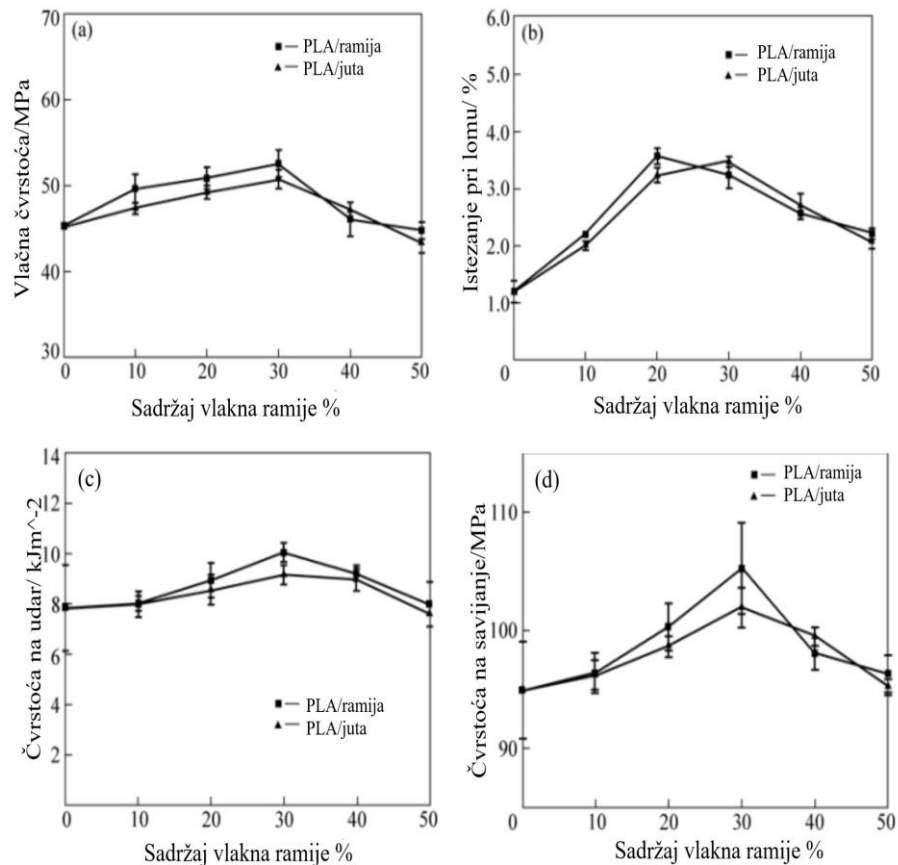 (a)
PLA/ramija
PLA/juta
Vlačna čvrstoća/MPa
70
60
50
40
30
0 10 20 30 40 50
Sadržaj vlakna ramije %
(b)
PLA/ramija
PLA/juta
Istezanje pri lomu/ %
6.0
5.0
4.0
3.0
2.0
1.0
0 10 20 30 40 50
Sadržaj vlakna ramije %
(c)
PLA/ramija
PLA/juta
Čvrstoća na udar/ kJm^-2
14
12
10
8
6
4
2
0 10 20 30 40 50
Sadržaj vlakna ramije %
(d)
PLA/ramija
PLA/juta
Čvrstoća na savijanje/MPa
110
100
90
0 10 20 30 40 50
Sadržaj vlakna ramije %